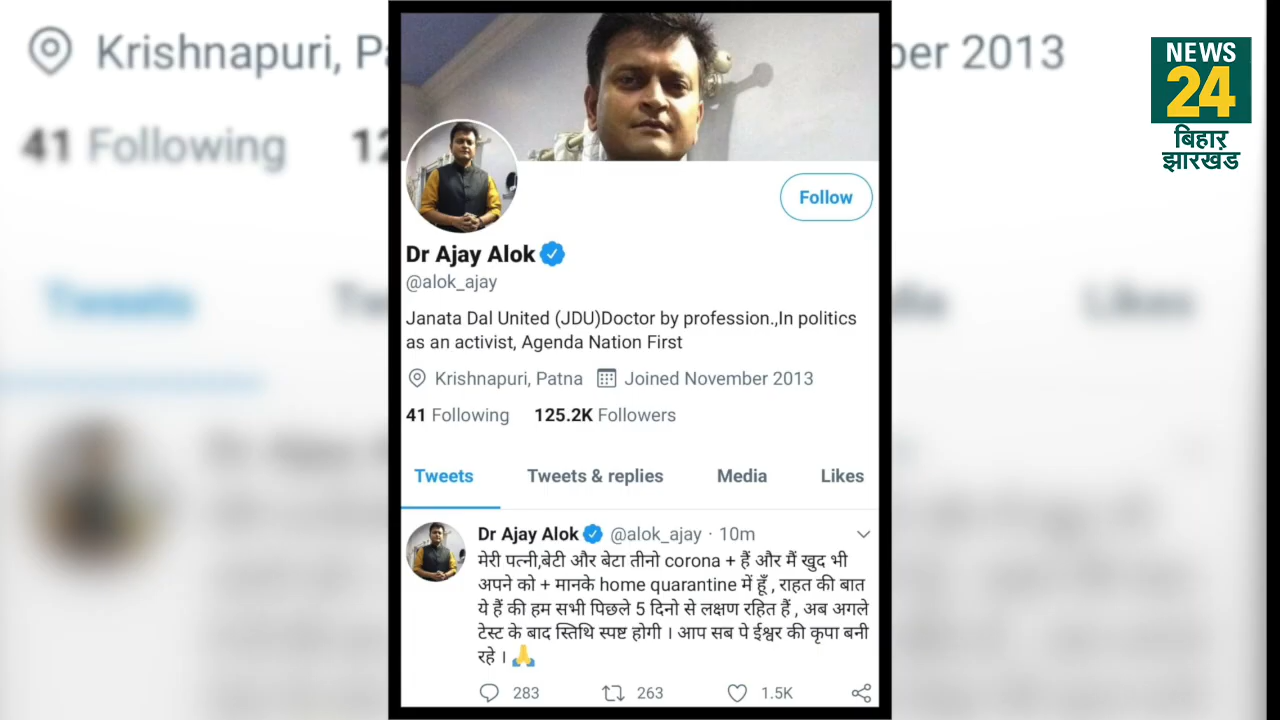 Krishnapuri, Pa
ber 2013
41 Following
12
Tweets
Likes
NEWS
24
बिहार
झारखंड
Follow
Dr Ajay Alok
@alok_ajay
Janata Dal United (JDU)Doctor by profession.,In politics
as an activist, Agenda Nation First
Krishnapuri, Patna Joined November 2013
41 Following 125.2K Followers
Tweets Tweets & replies Media Likes
Dr Ajay Alok @alok_ajay · 10m
मेरी पत्नी,बेटी और बेटा तीनो corona + हैं और मैं खुद भी
अपने को + मानके home quarantine में हूँ , राहत की बात
ये हैं की हम सभी पिछले 5 दिनो से लक्षण रहित हैं , अब अगले
टेस्ट के बाद स्तिथि स्पष्ट होगी । आप सब पे ईश्वर की कृपा बनी
रहे । 🙏
283 263 1.5K